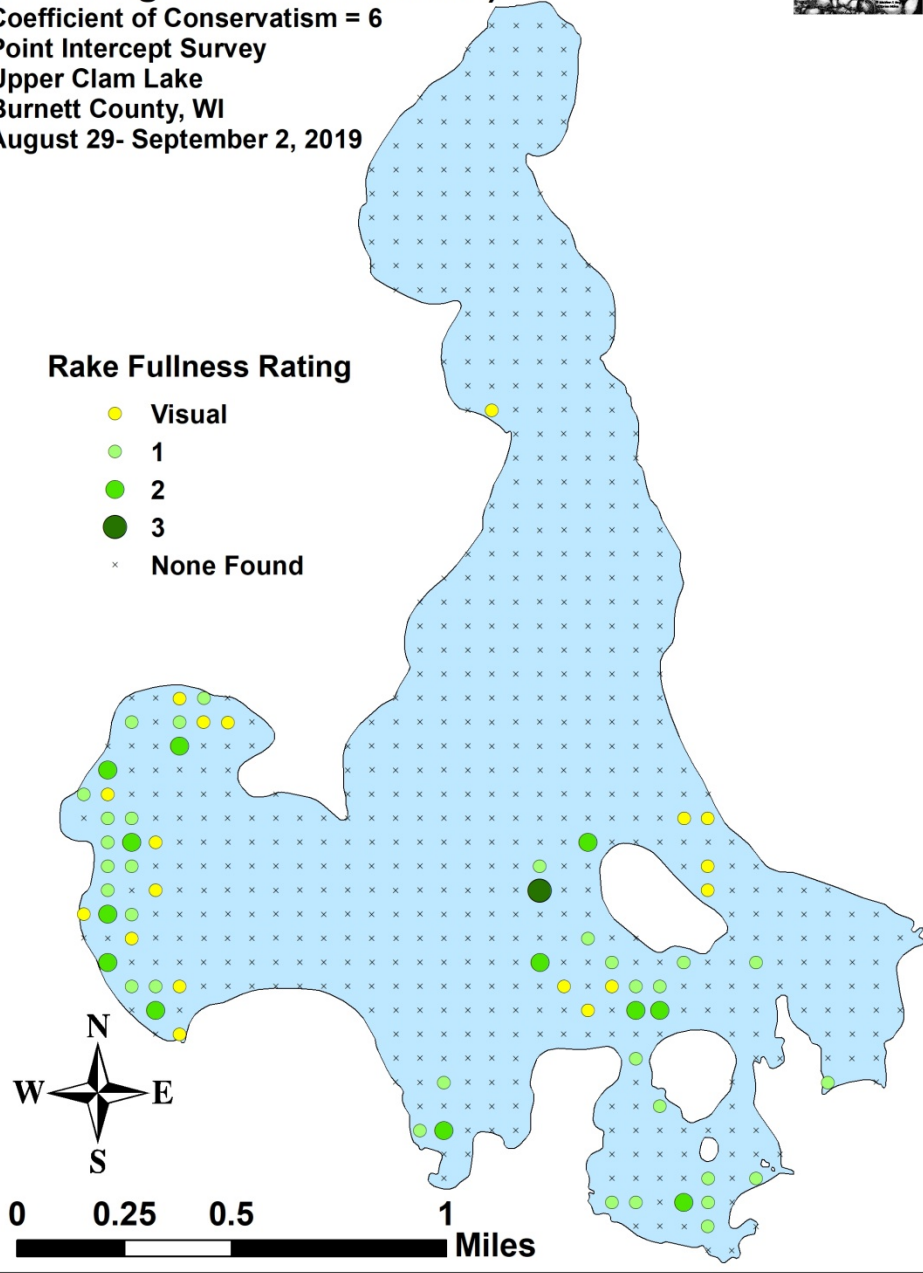 Coefficient of Conservatism = 6
Point Intercept Survey
Upper Clam Lake
Burnett County, WI
August 29- September 2, 2019
Rake Fullness Rating
Visual
1
2
3
None Found
N
W E
S
0 0.25 0.5 1
Miles